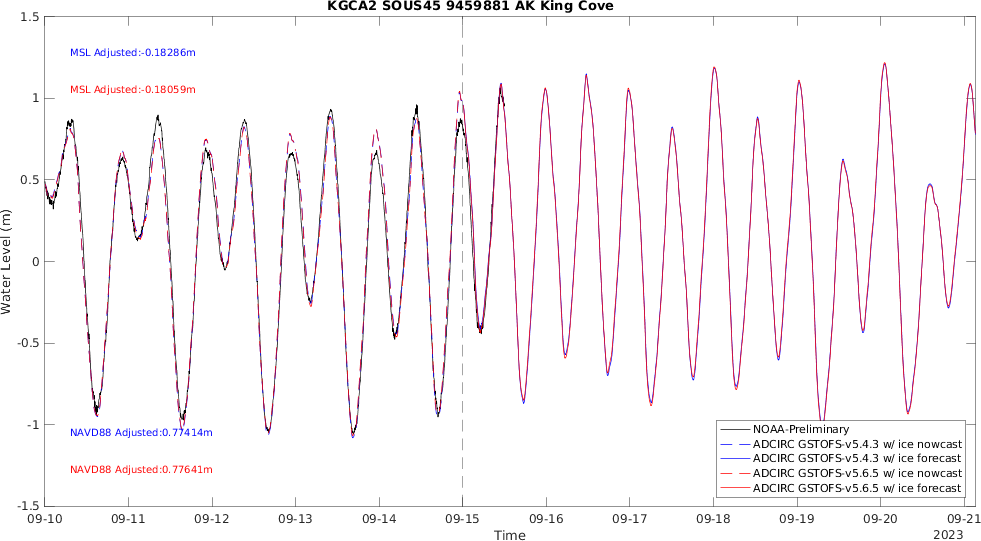 KGCA2 SOUS45 9459881 AK King Cove
1.5
1
0.5
0
-0.5
-1
-1.5
Water Level (m)
MSL Adjusted:-0.18286m
MSL Adjusted:-0.18059m
NAVD88 Adjusted:0.77414m
NAVD88 Adjusted:0.77641m
NOAA-Preliminary
ADCIRC GSTOFS-v5.4.3 w/ ice nowcast
ADCIRC GSTOFS-v5.4.3 w/ ice forecast
ADCIRC GSTOFS-v5.6.5 w/ ice nowcast
ADCIRC GSTOFS-v5.6.5 w/ ice forecast
09-10 09-11 09-12 09-13 09-14 09-15 09-16 09-17 09-18 09-19 09-20 09-21
Time
2023